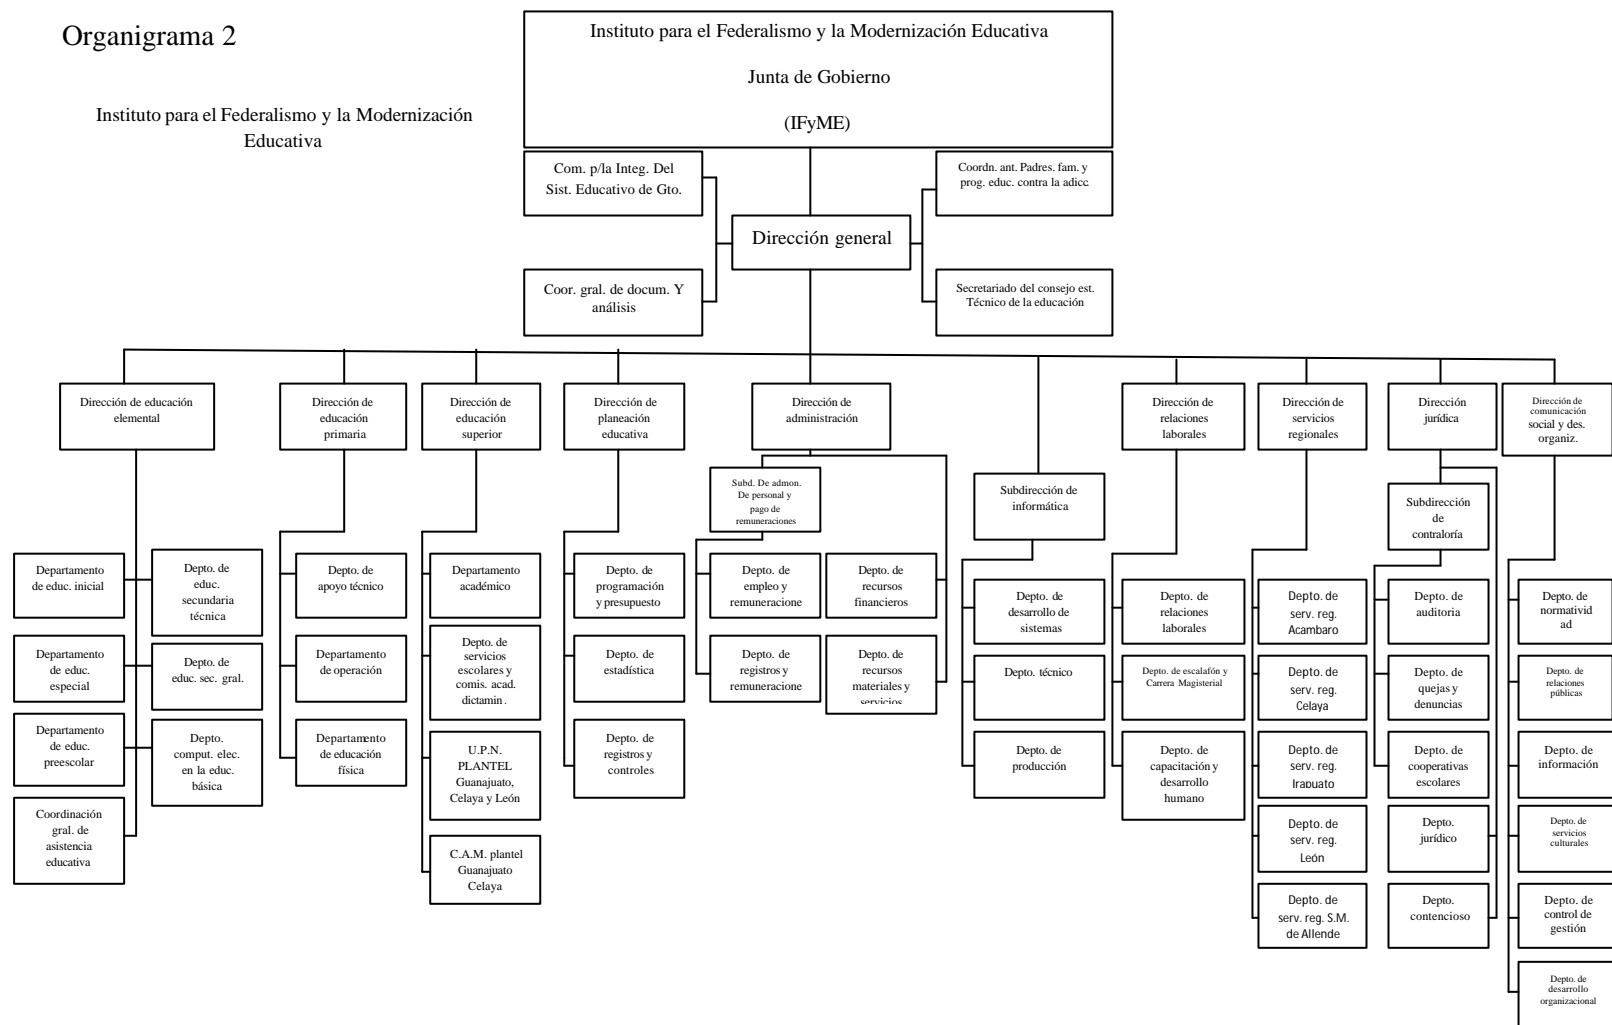 Organigrama 2
Instituto para el Federalismo y la Modernización
Educativa
Instituto para el Federalismo y la Modernización Educativa
Junta de Gobierno
(IFyME)
Com. p/la Integ. Del
Sist. Educativo de Gto.
Coordn. ant. Padres. fam. y
prog. educ. contra la adicc.
Dirección general
Coor. gral. de docum. Y
análisis
Secretariado del consejo est.
Técnico de la educación
Dirección de educación
elemental
Dirección de
educación
primaria
Dirección de
educación
superior
Dirección de
planeación
educativa
Dirección de
administración
Dirección de
relaciones
laborales
Dirección de
servicios
regionales
Dirección
jurídica
Dirección de
comunicación
social y des.
organiz.
Subd. De admon.
De personal y
pago de
remuneraciones
Subdirección de
informática
Subdirección
de
contraloría
Departamento
de educ. inicial
Departamento
de educ.
especial
Departamento
de educ.
preescolar
Coordinación
gral. de
asistencia
educativa
Depto. de
educ.
secundaria
técnica
Depto. de
educ. sec. gral.
Depto.
comput. elec.
en la educ.
básica
Depto. de
apoyo técnico
Departamento
de operación
Departamento
de educación
física
Departamento
académico
Depto. de
servicios
escolares y
comis. acad.
dictamin.
U.P.N.
PLANTEL
Guanajuato,
Celaya y León
C.A.M. plantel
Guanajuato
Celaya
Depto. de
programación
y presupuesto
Depto. de
estadística
Depto. de
registros y
controles
Depto. de
empleo y
remuneracione
Depto. de
registros y
remuneracione
Depto. de
recursos
financieros
Depto. de
recursos
materiales y
servicios
Depto. de
desarrollo de
sistemas
Depto. técnico
Depto. de
producción
Depto. de
relaciones
laborales
Depto. de escalafón y
Carrera Magisterial
Depto. de
capacitación y
desarrollo
humano
Depto. de
serv. reg.
Acambaro
Depto. de
serv. reg.
Celaya
Depto. de
serv. reg.
Irapuato
Depto. de
serv. reg.
León
Depto. de
serv. reg. S.M.
de Allende
Depto. de
auditoria
Depto. de
quejas y
denuncias
Depto. de
cooperativas
escolares
Depto.
jurídico
Depto.
contencioso
Depto. de
normativid
ad
Depto. de
relaciones
públicas
Depto. de
información
Depto. de
servicios
culturales
Depto. de
control de
gestión
Depto. de
desarrollo
organizacional